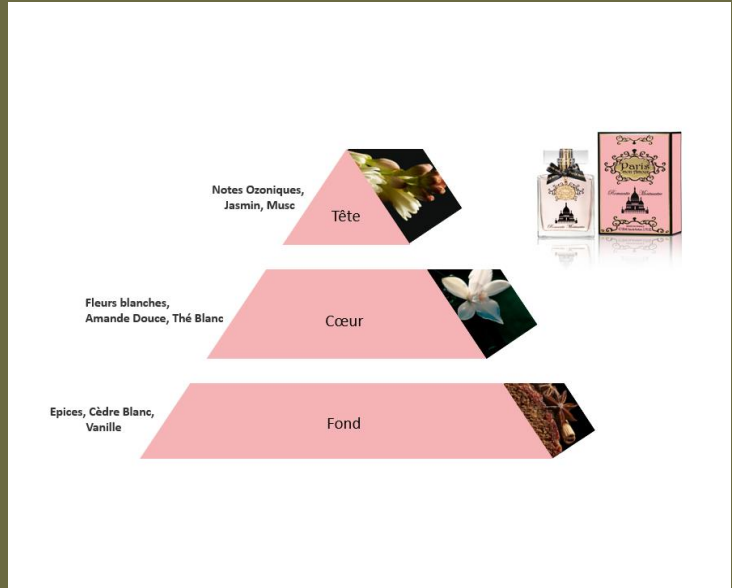 Notes Ozoniques,
Jasmin, Musc
Tête
Paris
Fleurs blanches,
Amande Douce, Thé Blanc
Cœur
Epices, Cèdre Blanc,
Vanille
Fond